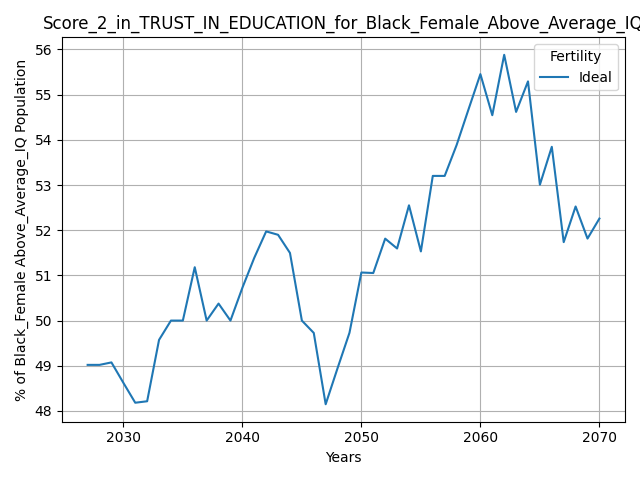 Score_2_in_TRUST_IN_EDUCATION_for_Black_Female_Above_Average_IQ
Fertility
Ideal
56
55
54
53
52
51
50
49
48
% of Black_Female Above_Average_IQ Population
2030 2040 2050 2060 2070
Years